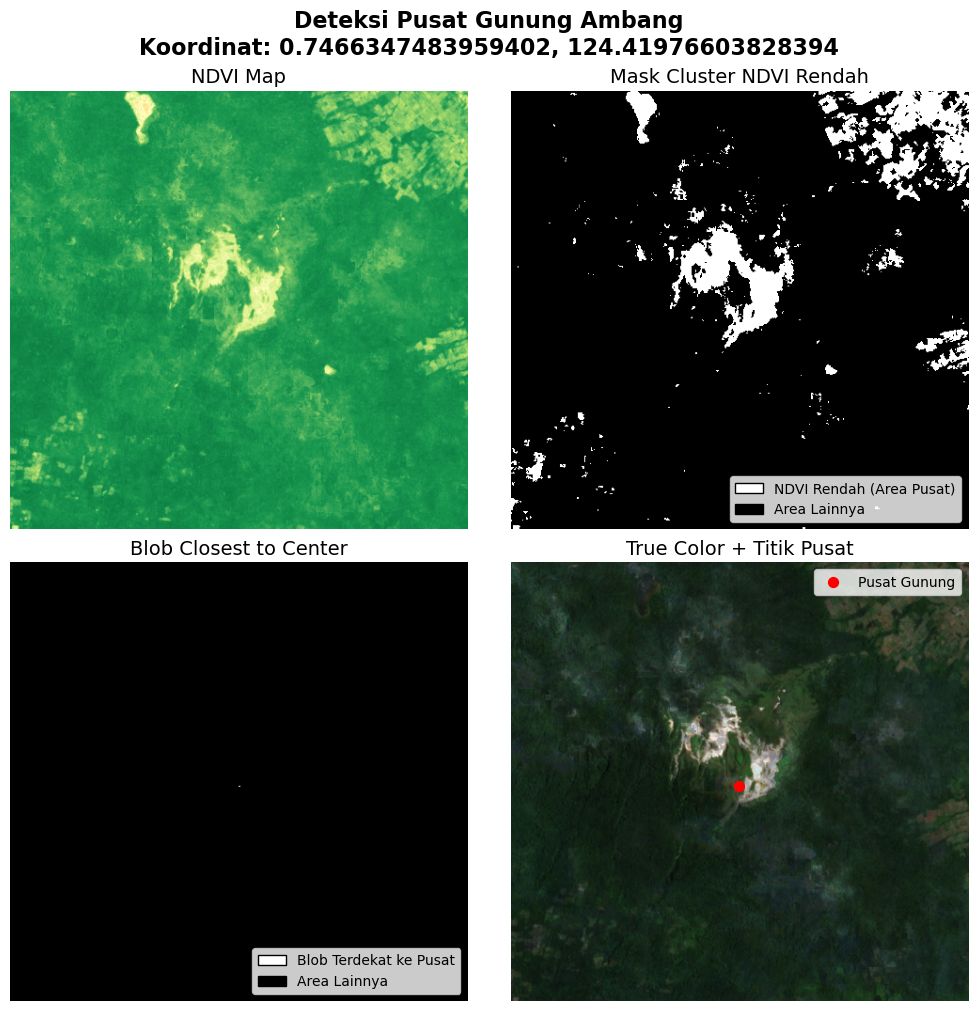 Deteksi Pusat Gunung Ambang
Koordinat: 0.7466347483959402, 124.41976603828394
NDVI Map
Mask Cluster NDVI Rendah
NDVI Rendah (Area Pusat)
Area Lainnya
Blob Closest to Center
True Color + Titik Pusat
Blob Terdekat ke Pusat
Area Lainnya
Pusat Gunung